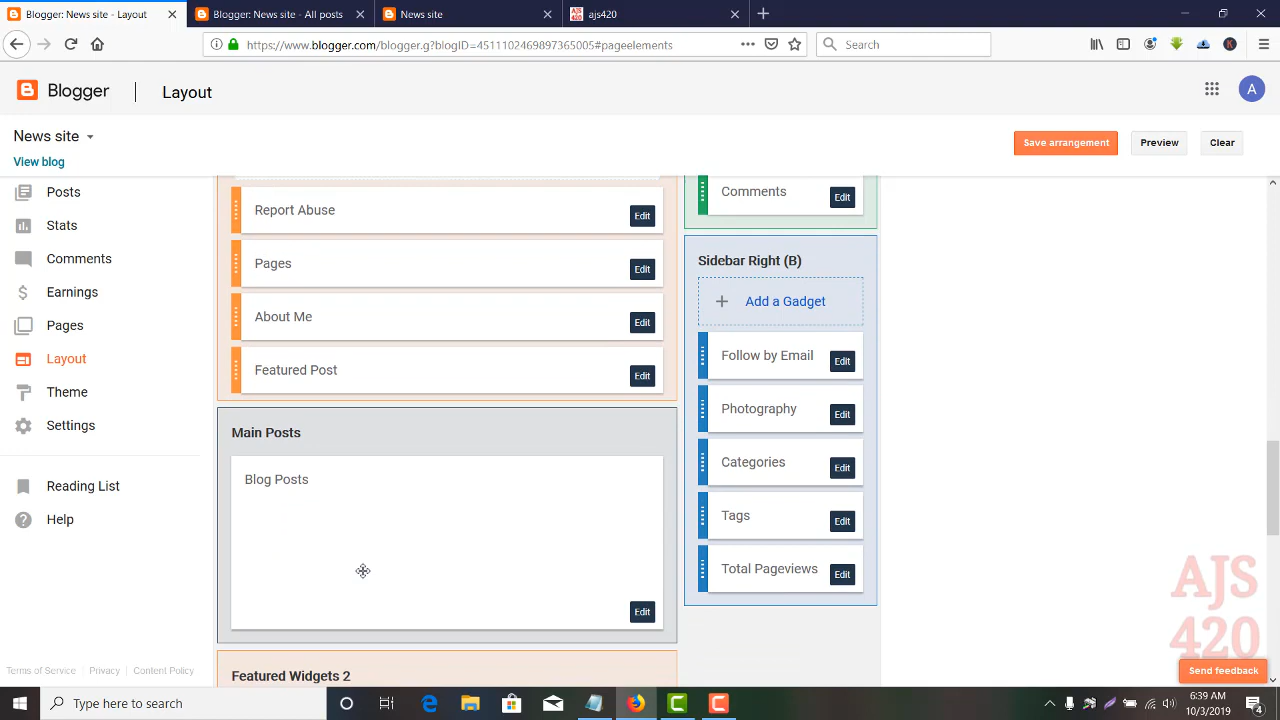 Blogger: News site - Layout
Blogger: News site - All posts
News site
ajs420
https://www.blogger.com/blogger.g?blogID=4511102469897365005#pageelements
Search
Blogger
Layout
A
News site
View blog
Save arrangement
Preview
Clear
Posts
Stats
Comments
Earnings
Pages
Layout
Theme
Settings
Reading List
Help
Terms of Service
Privacy
Content Policy
Report Abuse
Edit
Pages
Edit
About Me
Edit
Featured Post
Edit
Main Posts
Blog Posts
Edit
Featured Widgets 2
Comments
Edit
Sidebar Right (B)
Add a Gadget
Follow by Email
Edit
Photography
Edit
Categories
Edit
Tags
Edit
Total Pageviews
Edit
AJS
420
Send feedback
Type here to search
6:39 AM
10/3/2019
4